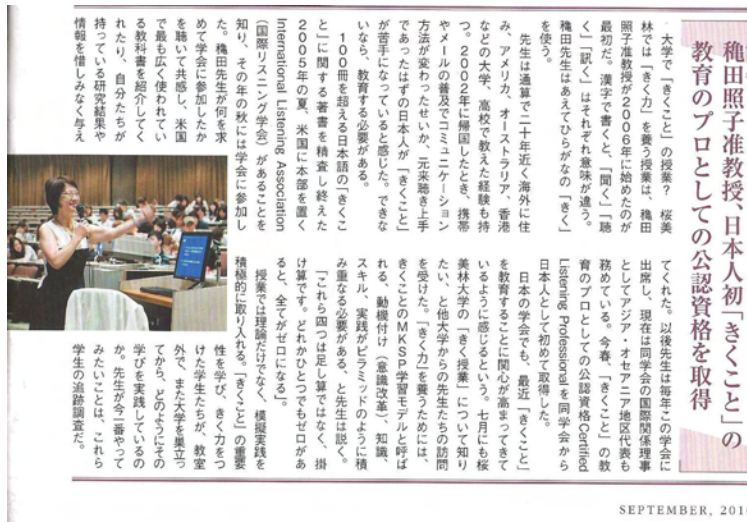 穐田照子准教授、日本人初「きくこと」の
教育のプロとしての公認資格を取得
大学で「きくこと」の授業？　桜美
林では「きく力」を養う授業は、穐田
照子准教授が2006年に始めたのが
最初だ。漢字で書くと、「聞く」「聴
く」「訊く」はそれぞれ意味が違う。
穐田先生はあえてひらがなの「きく」
を使う。
先生は通算で二十年近く海外に住
み、アメリカ、オーストラリア、香港
などの大学、高校で教えた経験も持
つ。2002年に帰国したとき、携帯
やメールの普及でコミュニケーション
方法が変わったせいか、元来聴き上手
であったはずの日本人が「きくこと」
が苦手になっていると感じた。できな
いなら、教育する必要がある。
100冊を超える日本語の「きくこ
と」に関する著書を精査し終えた
2005年の夏、米国に本部を置く
International Listening Association
（国際リスニング学会）があることを
知り、その年の秋には学会に参加し
た。穐田先生が何を求
めて学会に参加したか
を聴いて共感し、米国
で最も広く使われてい
る教科書を紹介してく
れたり、自分たちが
持っている研究結果や
情報を惜しみなく与え
てくれた。以後先生は毎年この学会に
出席し、現在は同学会の国際関係理事
としてアジア・オセアニア地区代表も
務めている。今春、「きくこと」の教
育のプロとしての公認資格Certified
Listening Professionalを同学会から
日本人として初めて取得した。
日本の学会でも、最近「きくこと」
を教育することに関心が高まってきて
いるように感じるという。七月にも桜
美林大学の「きく授業」について知り
たい、と他大学からの先生たちの訪問
を受けた。「きく力」を養うためには、
きくことのMKSP学習モデルと呼ば
れる、動機付け（意識改革）、知識、
スキル、実践がピラミッドのように積
み重なる必要がある、と先生は説く。
「これら四つは足し算ではなく、掛
け算です。どれかひとつでもゼロがあ
ると、全てがゼロになる」。
授業では理論だけでなく、模擬実践を
積極的に取り入れる。「きくこと」の重要
性を学び、きく力をつ
けた学生たちが、教室
外で、また大学を巣立っ
てから、どのようにその
学びを実践しているの
か。先生が今一番やって
みたいことは、これら
学生の追跡調査だ。
SEPTEMBER, 2010